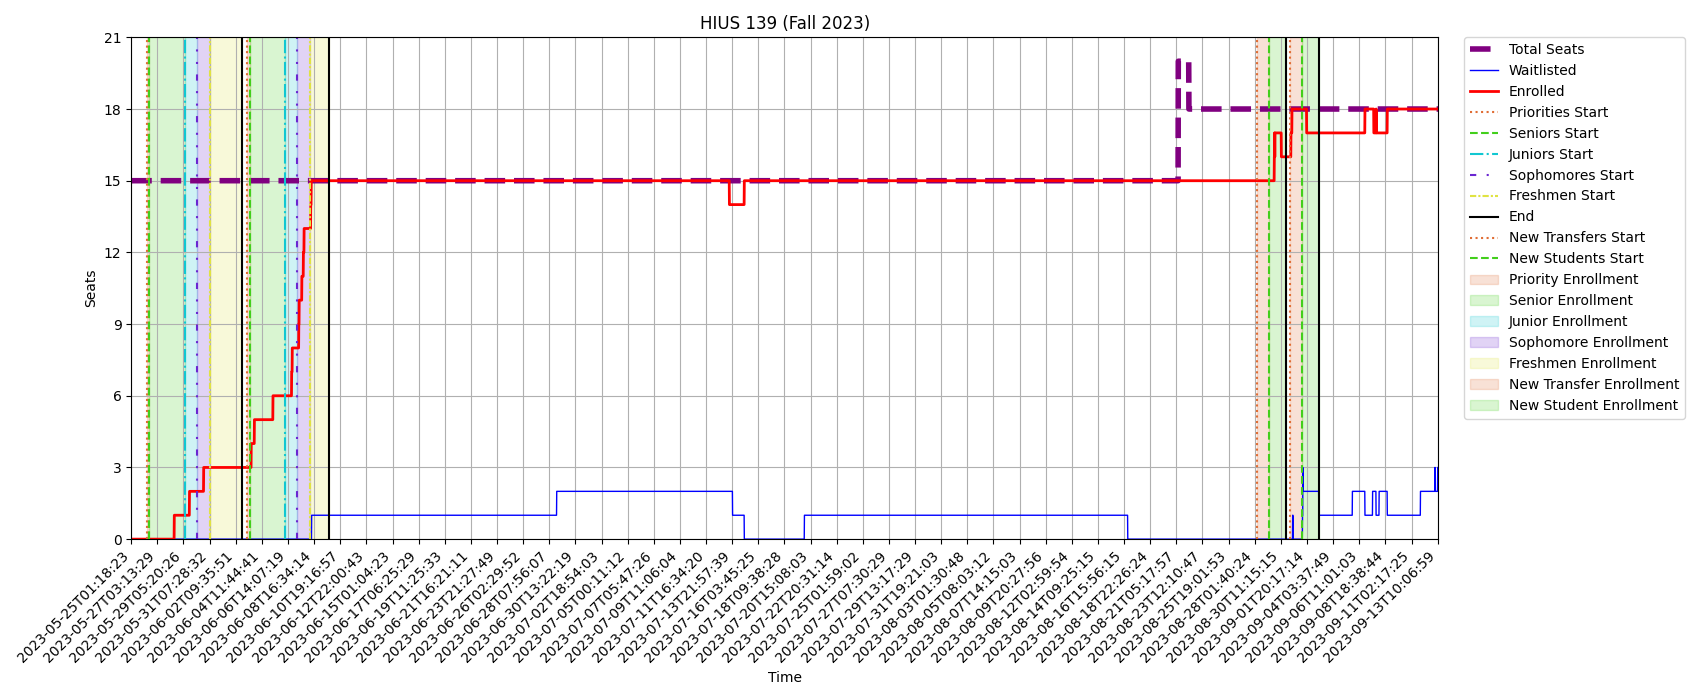 HIUS 139 (Fall 2023)
21
18
15
12
9
6
3
0
Seats
2023-05-25T01:18:23
2023-05-27T03:13:29
2023-05-29T05:20:26
2023-05-31T07:28:32
2023-06-02T09:35:51
2023-06-04T11:44:41
2023-06-06T14:07:19
2023-06-08T16:34:14
2023-06-10T19:16:57
2023-06-12T22:00:43
2023-06-15T01:04:23
2023-06-17T06:25:29
2023-06-19T11:25:33
2023-06-21T16:21:11
2023-06-23T21:27:49
2023-06-26T02:29:52
2023-06-28T07:56:07
2023-06-30T13:22:19
2023-07-02T18:54:03
2023-07-05T00:11:12
2023-07-07T05:47:26
2023-07-09T11:06:04
2023-07-11T16:34:20
2023-07-13T21:57:39
2023-07-16T03:45:25
2023-07-18T09:38:28
2023-07-20T15:08:03
2023-07-22T20:31:14
2023-07-25T01:59:02
2023-07-27T07:30:29
2023-07-29T13:17:29
2023-07-31T19:21:03
2023-08-03T01:30:48
2023-08-05T08:03:12
2023-08-07T14:15:03
2023-08-09T20:27:56
2023-08-12T02:59:54
2023-08-14T09:25:15
2023-08-16T15:56:15
2023-08-18T22:26:24
2023-08-21T05:17:57
2023-08-23T12:10:47
2023-08-25T19:01:53
2023-08-28T01:40:24
2023-08-30T11:15:15
2023-09-01T20:17:14
2023-09-04T03:37:49
2023-09-06T11:01:03
2023-09-08T18:38:44
2023-09-11T02:17:25
2023-09-13T10:06:59
Time
Total Seats
Waitlisted
Enrolled
Priorities Start
Seniors Start
Juniors Start
Sophomores Start
Freshmen Start
End
New Transfers Start
New Students Start
Priority Enrollment
Senior Enrollment
Junior Enrollment
Sophomore Enrollment
Freshmen Enrollment
New Transfer Enrollment
New Student Enrollment